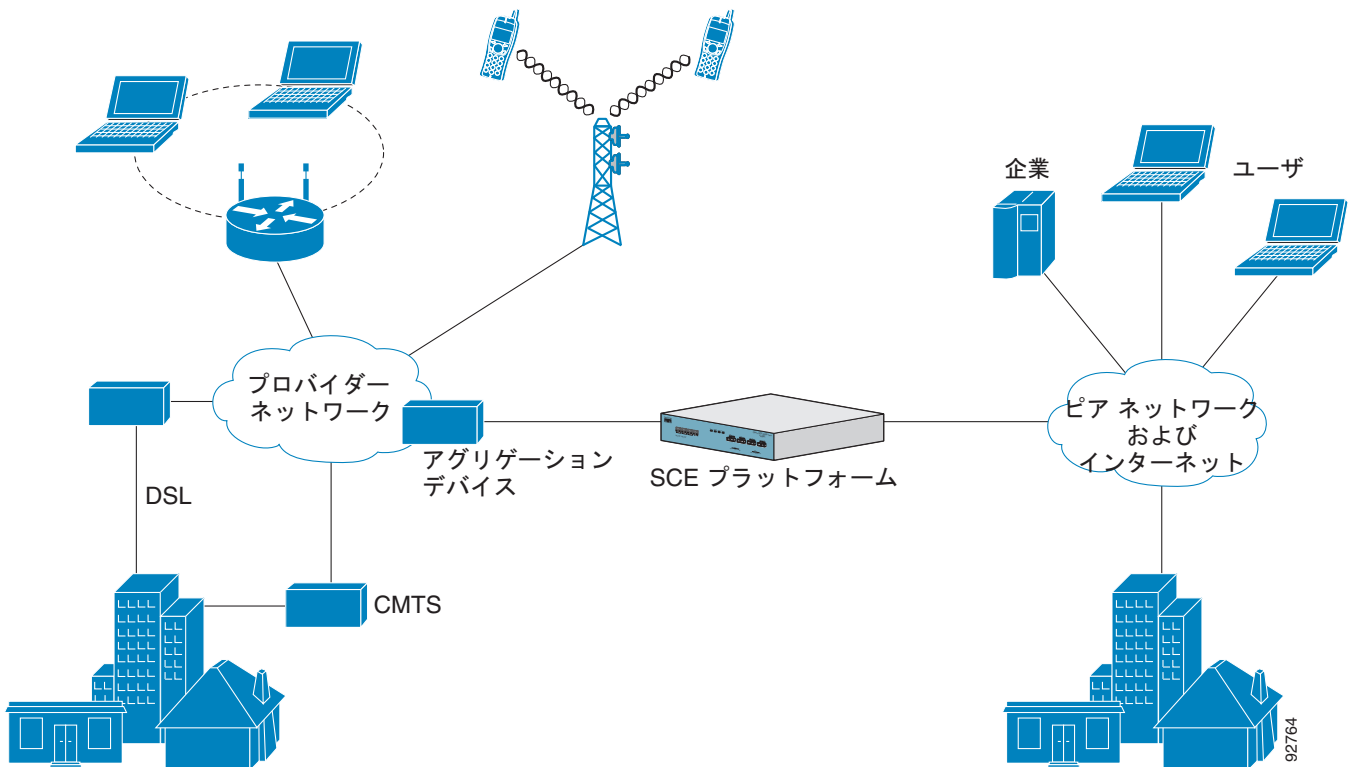 企業
ユーザ
プロバイダー
ネットワーク
アグリゲーション
デバイス
SCE プラットフォーム
ピア ネットワーク
および
インターネット
DSL
CMTS
92764